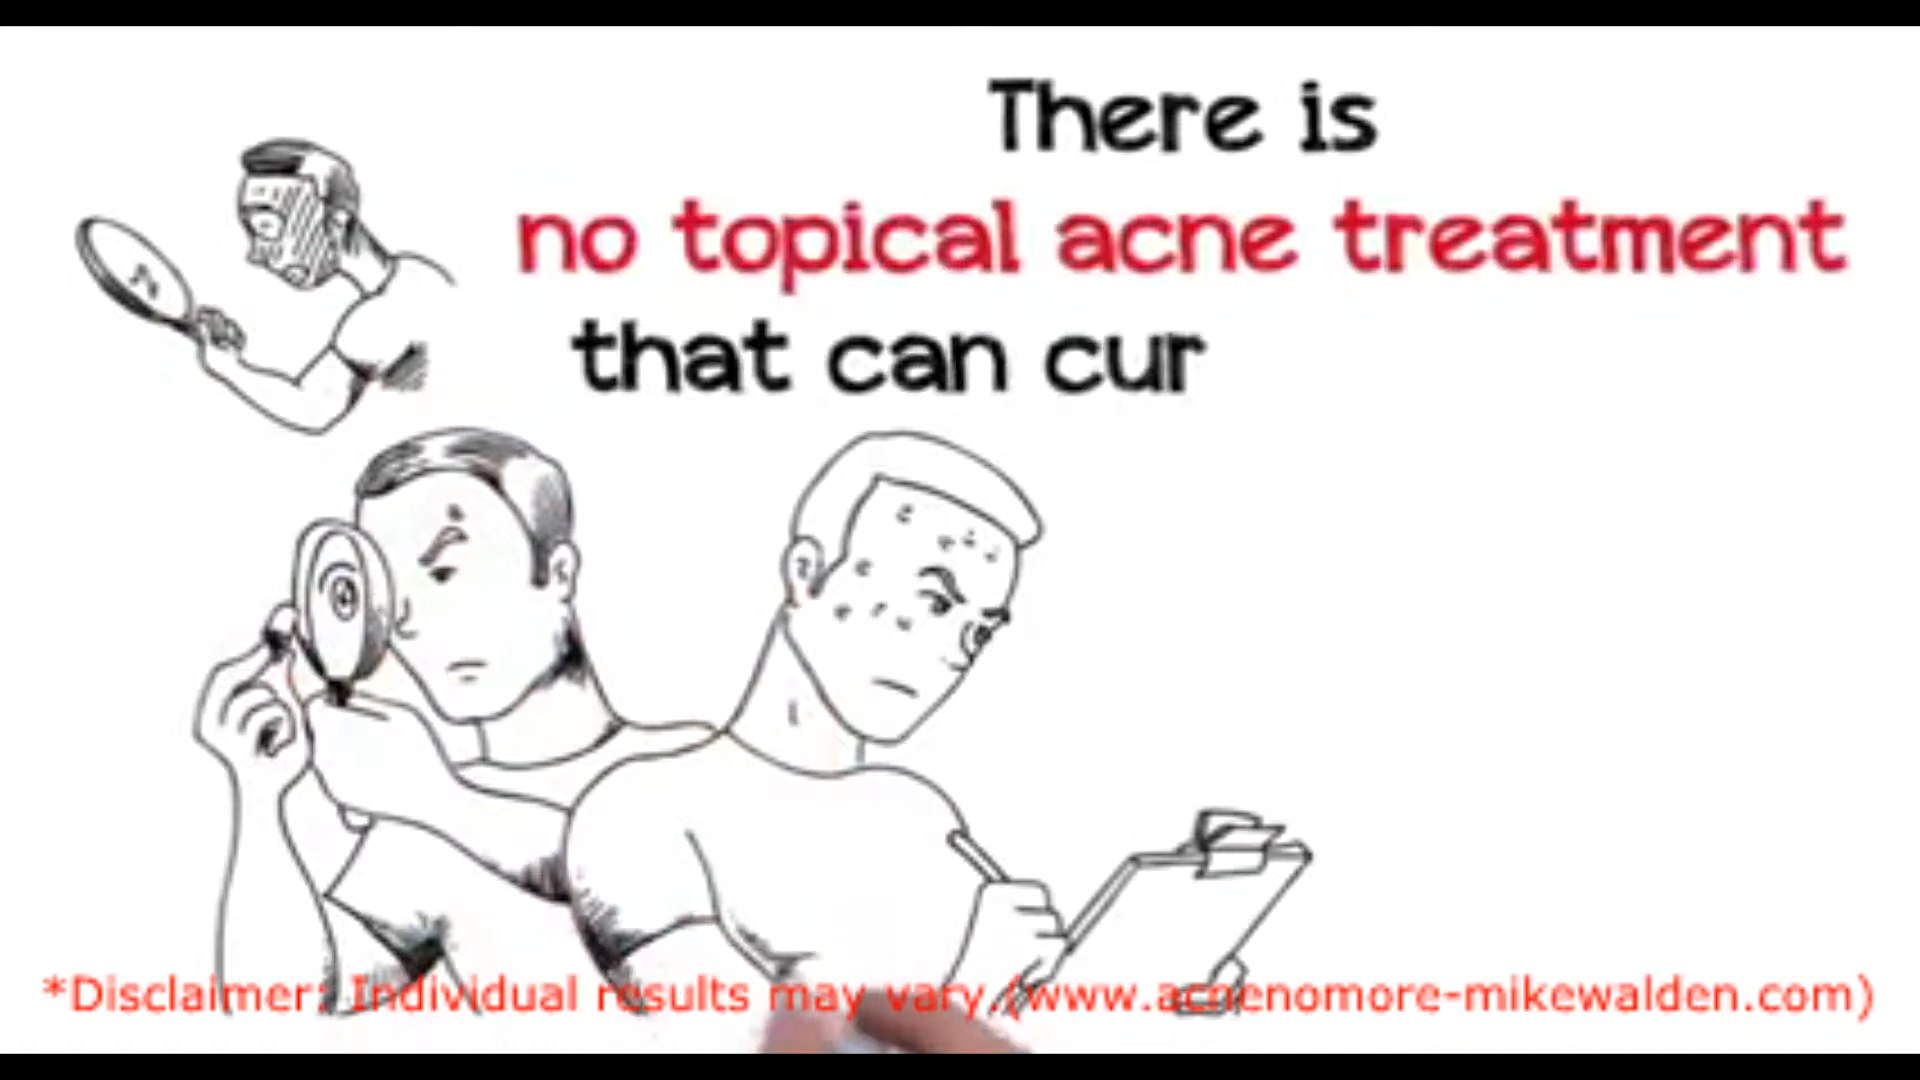 There is
no topical acne treatment
that can cur
*Disclaimer: Individual results may vary (www.acnenomore-mikewalden.com)